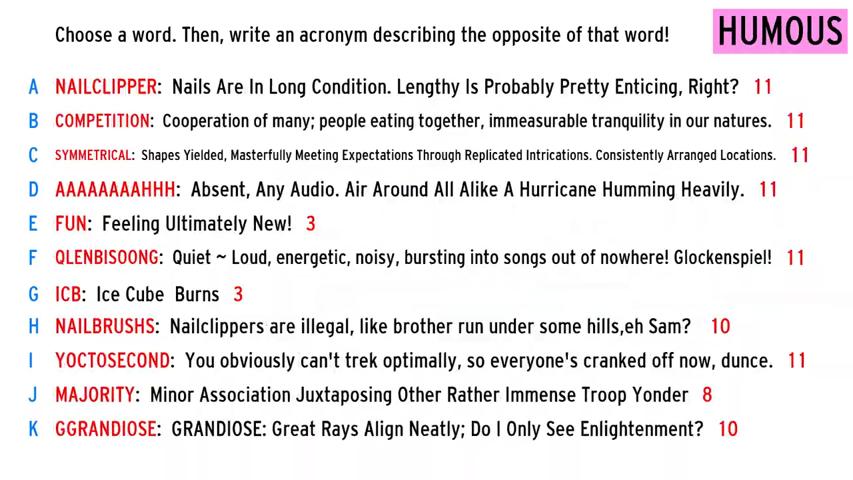 Choose a word. Then, write an acronym describing the opposite of that word!
HUMOUS
A NAILCLIPPER: Nails Are In Long Condition. Lengthy Is Probably Pretty Enticing, Right? 11
B COMPETITION: Cooperation of many; people eating together, immeasurable tranquility in our natures. 11
C SYMMETRICAL: Shapes Yielded, Masterfully Meeting Expectations Through Replicated Intrications. Consistently Arranged Locations. 11
D AAAAAAAAHHH: Absent, Any Audio. Air Around All Alike A Hurricane Humming Heavily. 11
E FUN: Feeling Ultimately New! 3
F QLENBISOONG: Quiet ~ Loud, energetic, noisy, bursting into songs out of nowhere! Glockenspiel! 11
G ICB: Ice Cube Burns 3
H NAILBRUSHS: Nailclippers are illegal, like brother run under some hills,eh Sam? 10
I YOCTOSECOND: You obviously can't trek optimally, so everyone's cranked off now, dunce. 11
J MAJORITY: Minor Association Juxtaposing Other Rather Immense Troop Yonder 8
K GGRANDIOSE: GRANDIOSE: Great Rays Align Neatly; Do I Only See Enlightenment? 10